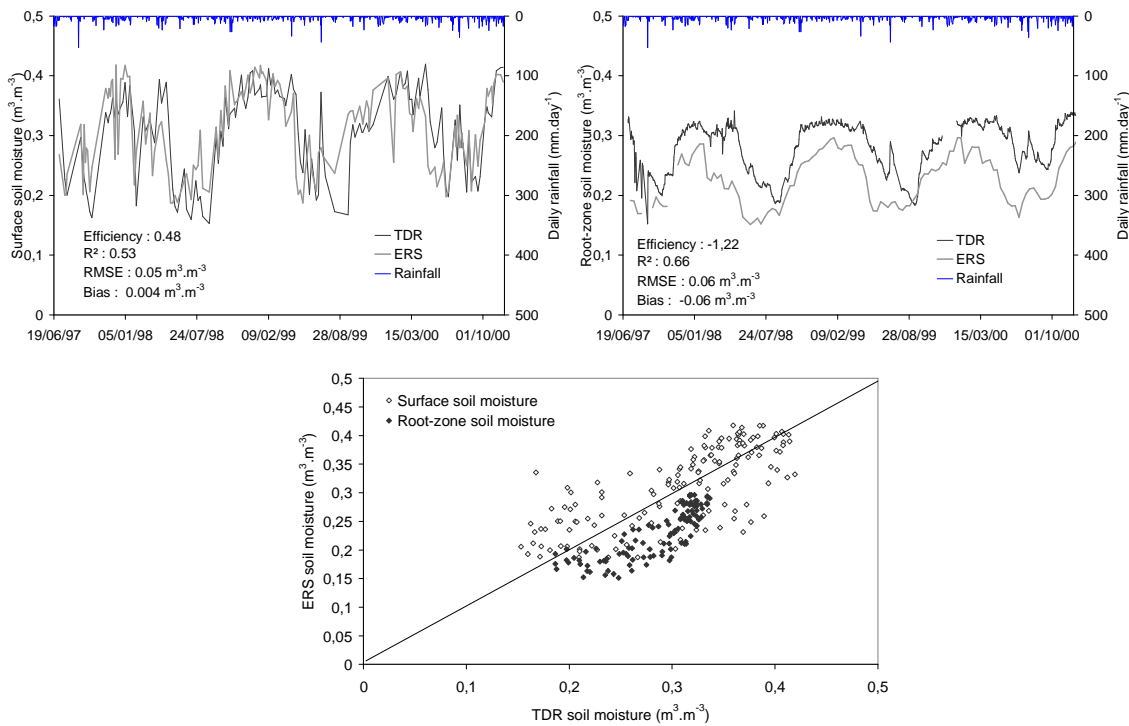 0,5
0,4
0,3
0,2
0,1
0
Surface soil moisture (m³.m⁻³)
0
100
200
300
400
500
Daily rainfall (mm.day⁻¹)
Efficiency : 0.48
R² : 0.53
RMSE : 0.05 m³.m⁻³
Bias : 0.004 m³.m⁻³
TDR
ERS
Rainfall
19/06/97 05/01/98 24/07/98 09/02/99 28/08/99 15/03/00 01/10/00
0,5
0,4
0,3
0,2
0,1
0
Root-zone soil moisture (m³.m⁻³)
0
100
200
300
400
500
Daily rainfall (mm.day⁻¹)
Efficiency : -1,22
R² : 0.66
RMSE : 0.06 m³.m⁻³
Bias : -0.06 m³.m⁻³
TDR
ERS
Rainfall
19/06/97 05/01/98 24/07/98 09/02/99 28/08/99 15/03/00 01/10/00
0,5
0,45
0,4
0,35
0,3
0,25
0,2
0,15
0,1
0,05
0
ERS soil moisture (m³.m⁻³)
Surface soil moisture
Root-zone soil moisture
0 0,1 0,2 0,3 0,4 0,5
TDR soil moisture (m³.m⁻³)